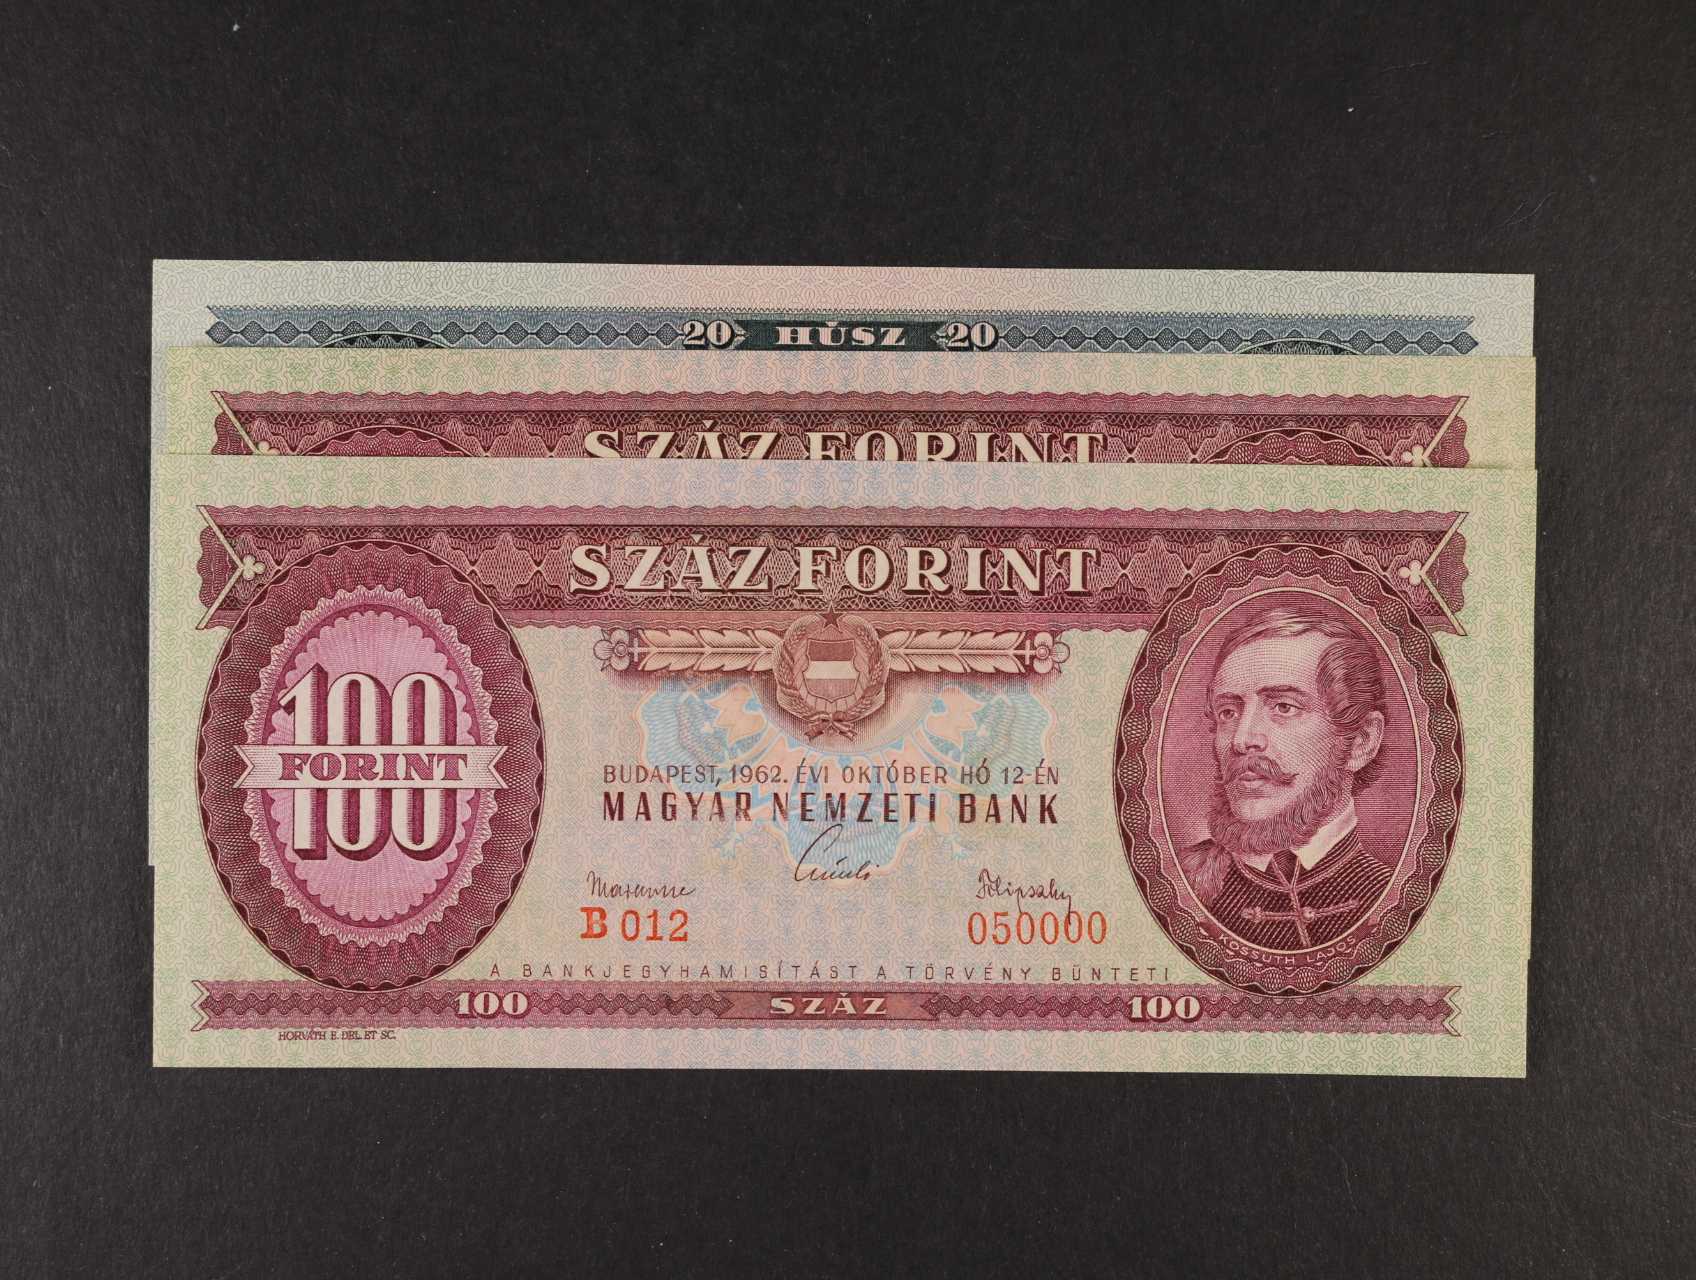 20 HÚSZ 20
SZÁZ FORINT
SZÁZ FORINT
100
FORINT
100
BUDAPEST, 1962. ÉVI OKTÓBER HÓ 12-ÉN
MAGYAR NEMZETI BANK
B 012
050000
KOSSUTH LAJOS
A BANKJEGYHAMISÍTÁST A TÖRVÉNY BÜNTETI
100 SZÁZ 100
HORVÁTH E. DEL. ET SC.